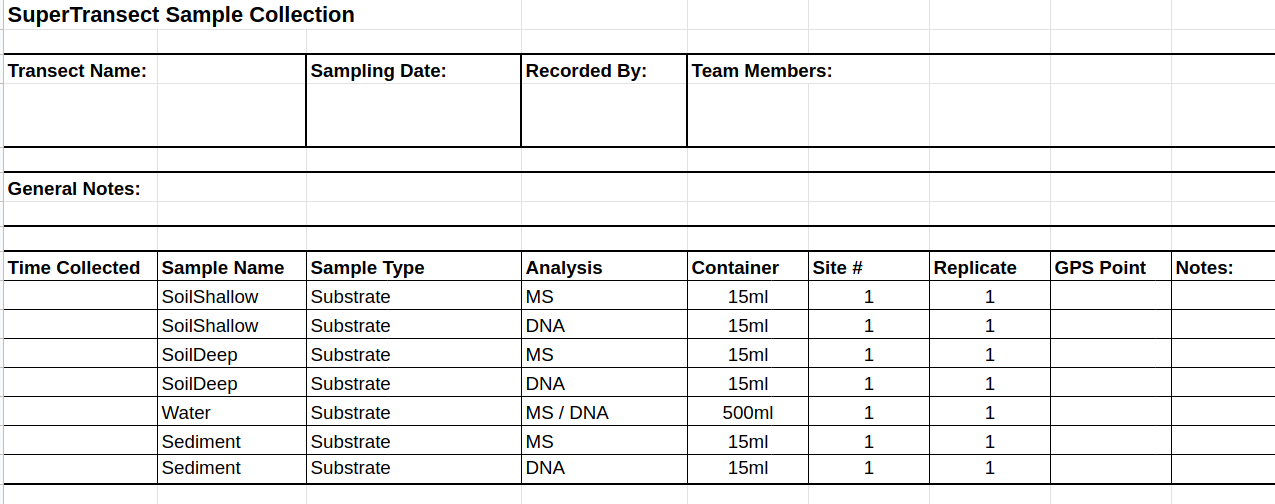 SuperTransect Sample Collection
Transect Name: Sampling Date: Recorded By: Team Members:
General Notes:
Time Collected Sample Name Sample Type Analysis Container Site # Replicate GPS Point Notes:
SoilShallow Substrate MS 15ml 1 1
SoilShallow Substrate DNA 15ml 1 1
SoilDeep Substrate MS 15ml 1 1
SoilDeep Substrate DNA 15ml 1 1
Water Substrate MS / DNA 500ml 1 1
Sediment Substrate MS 15ml 1 1
Sediment Substrate DNA 15ml 1 1